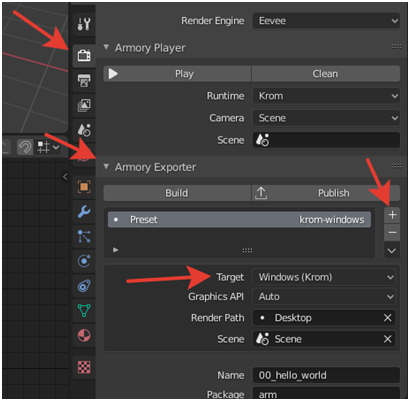 Render Engine Eevee
Armory Player
Play Clean
Runtime Krom
Camera Scene
Scene
Armory Exporter
Build Publish
Preset krom-windows
Target Windows (Krom)
Graphics API Auto
Render Path Desktop
Scene Scene
Name 00_hello_world
Package arm